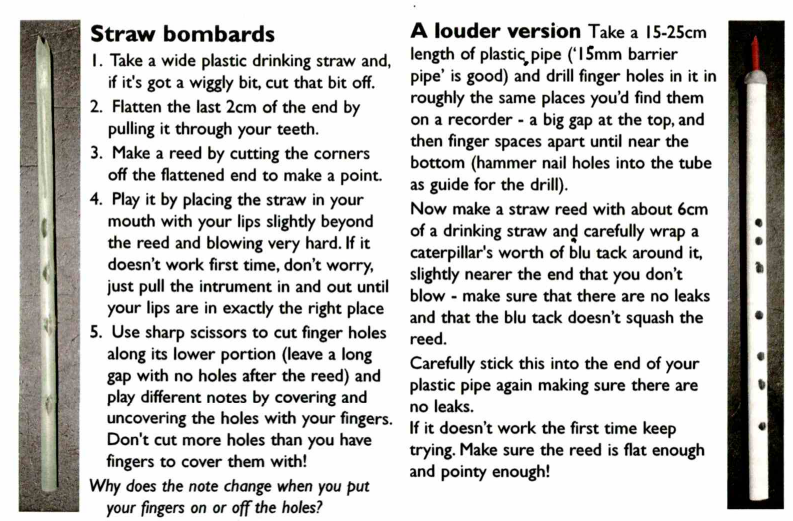 Straw bombards
1. Take a wide plastic drinking straw and,
if it's got a wiggly bit, cut that bit off.
2. Flatten the last 2cm of the end by
pulling it through your teeth.
3. Make a reed by cutting the corners
off the flattened end to make a point.
4. Play it by placing the straw in your
mouth with your lips slightly beyond
the reed and blowing very hard. If it
doesn't work first time, don't worry,
just pull the intrument in and out until
your lips are in exactly the right place
5. Use sharp scissors to cut finger holes
along its lower portion (leave a long
gap with no holes after the reed) and
play different notes by covering and
uncovering the holes with your fingers.
Don't cut more holes than you have
fingers to cover them with!
Why does the note change when you put
your fingers on or off the holes?
A louder version Take a 15-25cm
length of plastic pipe ('15mm barrier
pipe' is good) and drill finger holes in it in
roughly the same places you'd find them
on a recorder - a big gap at the top, and
then finger spaces apart until near the
bottom (hammer nail holes into the tube
as guide for the drill).
Now make a straw reed with about 6cm
of a drinking straw and carefully wrap a
caterpillar's worth of blu tack around it,
slightly nearer the end that you don't
blow - make sure that there are no leaks
and that the blu tack doesn't squash the
reed.
Carefully stick this into the end of your
plastic pipe again making sure there are
no leaks.
If it doesn't work the first time keep
trying. Make sure the reed is flat enough
and pointy enough!